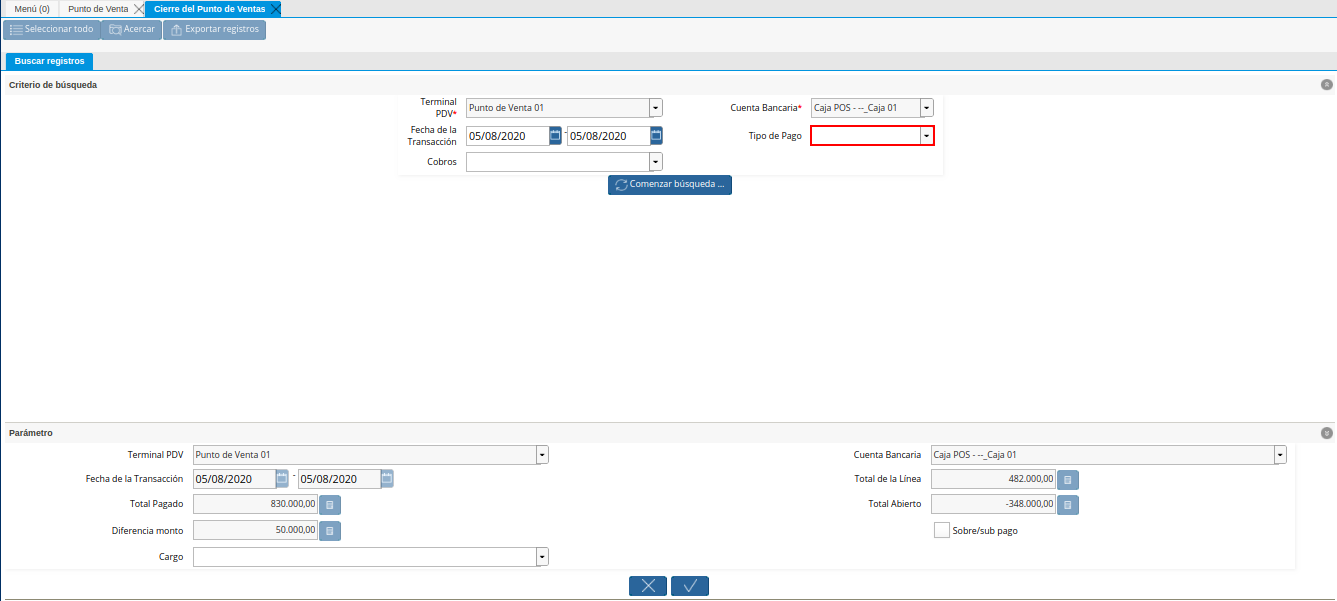 Menú (0) Punto de Venta Cierre del Punto de Ventas
Seleccionar todo Acercar Exportar registros
Buscar registros
Criterio de búsqueda
Terminal PDV* Punto de Venta 01 Cuenta Bancaria* Caja POS - --_Caja 01
Fecha de la Transacción 05/08/2020 - 05/08/2020 Tipo de Pago
Cobros
Comenzar búsqueda ...
Parámetro
Terminal PDV Punto de Venta 01 Cuenta Bancaria Caja POS - --_Caja 01
Fecha de la Transacción 05/08/2020 - 05/08/2020 Total de la Línea 482.000,00
Total Pagado 830.000,00 Total Abierto -348.000,00
Diferencia monto 50.000,00 Sobre/sub pago
Cargo